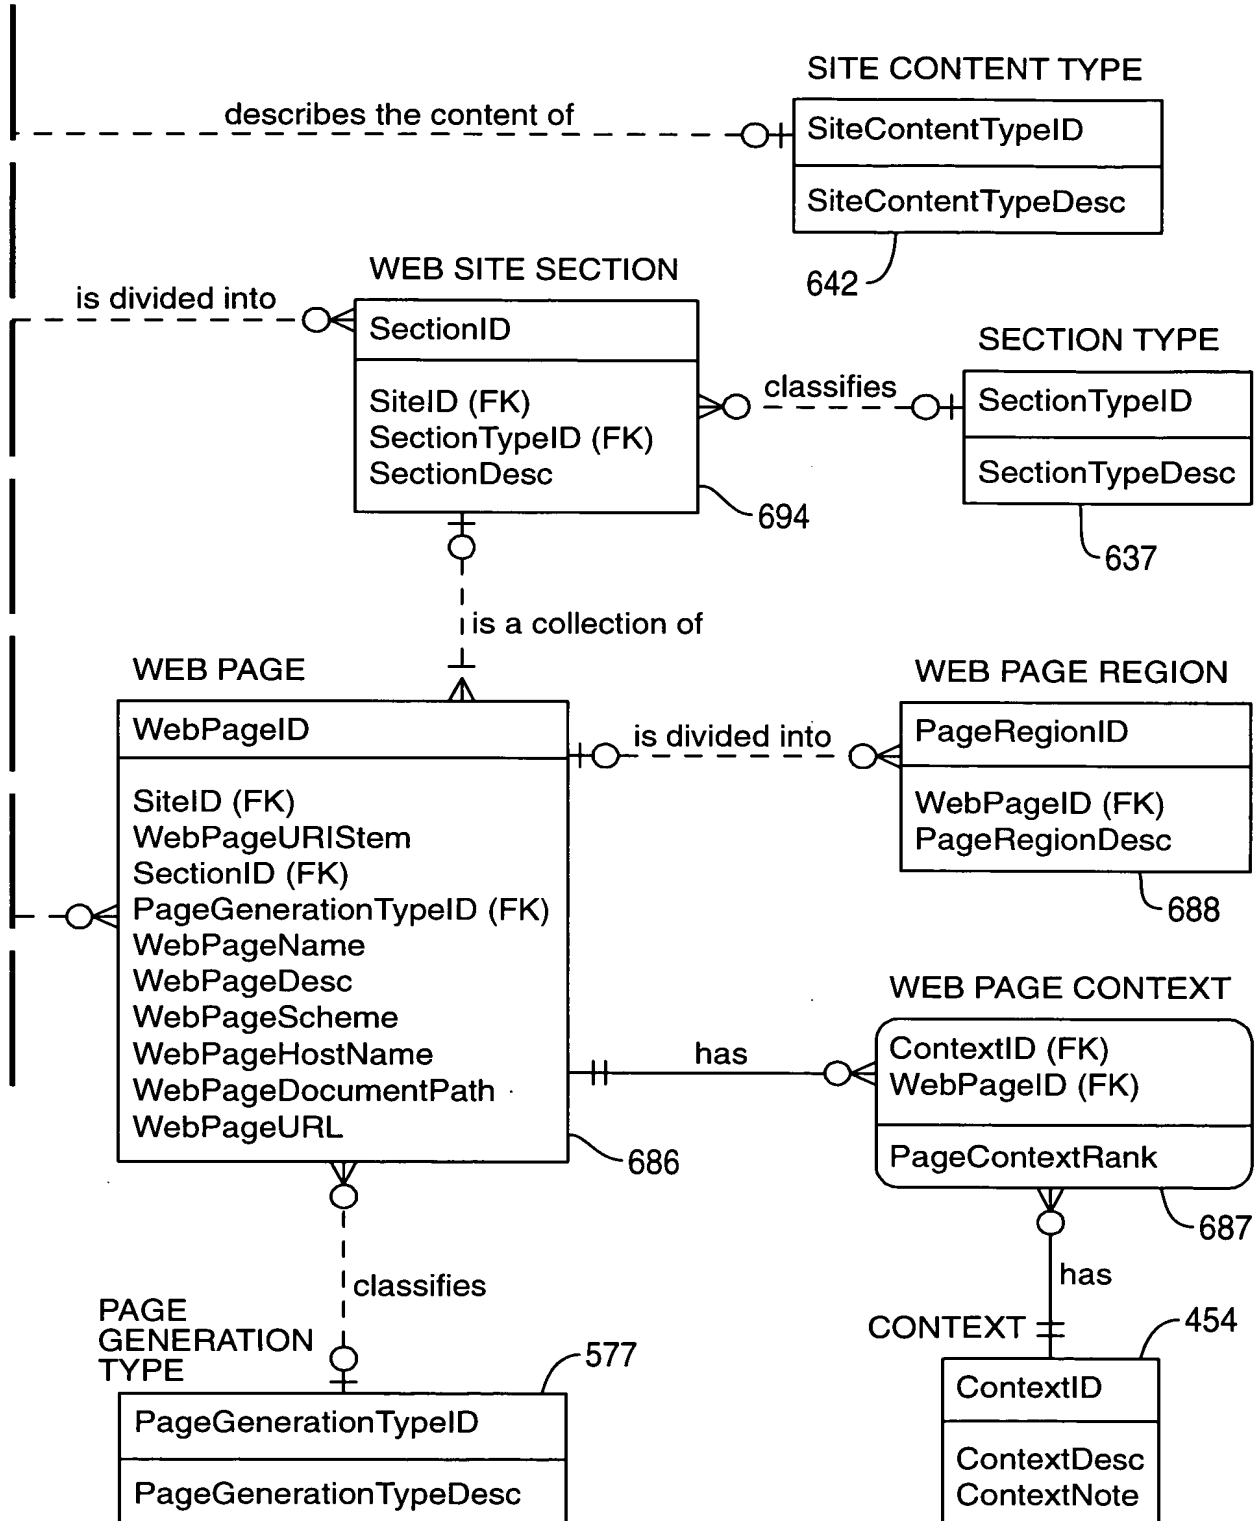 SITE CONTENT TYPE
describes the content of
SiteContentTypeID
SiteContentTypeDesc
642
WEB SITE SECTION
is divided into
SectionID
SiteID (FK)
SectionTypeID (FK)
SectionDesc
694
SECTION TYPE
classifies
SectionTypeID
SectionTypeDesc
637
is a collection of
WEB PAGE
WebPageID
SiteID (FK)
WebPageURIStem
SectionID (FK)
PageGenerationTypeID (FK)
WebPageName
WebPageDesc
WebPageScheme
WebPageHostName
WebPageDocumentPath
WebPageURL
686
WEB PAGE REGION
is divided into
PageRegionID
WebPageID (FK)
PageRegionDesc
688
WEB PAGE CONTEXT
has
ContextID (FK)
WebPageID (FK)
PageContextRank
687
has
classifies
PAGE
GENERATION
TYPE
577
PageGenerationTypeID
PageGenerationTypeDesc
CONTEXT
454
ContextID
ContextDesc
ContextNote